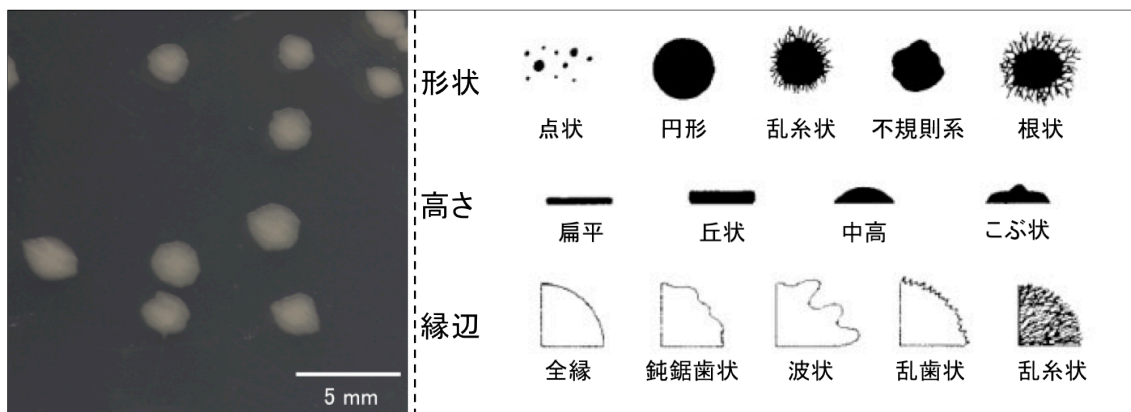 形状
点状 円形 乱糸状 不規則系 根状
高さ
扁平 丘状 中高 こぶ状
縁辺
全縁 鈍鋸歯状 波状 乱歯状 乱糸状
5 mm